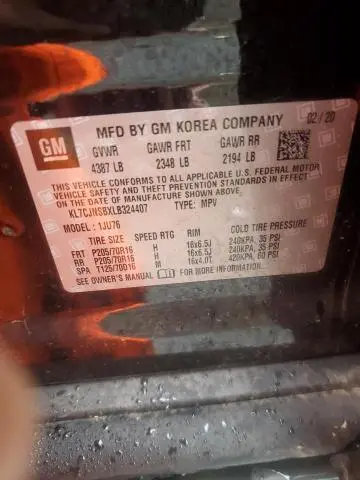 GM
MFD BY GM KOREA COMPANY 02/20
GVWR GAWR FRT GAWR RR
4387 LB 2348 LB 2194 LB
THIS VEHICLE CONFORMS TO ALL APPLICABLE U.S. FEDERAL MOTOR
VEHICLE SAFETY, BUMPER, AND THEFT PREVENTION STANDARDS
IN EFFECT ON THE DATE OF MANUFACTURE SHOWN ABOVE.
KL7CJNSBXLB324407 TYPE: MPV
MODEL: 1JU76
TIRE SIZE SPEED RTG RIM COLD TIRE PRESSURE
FRT P205/70R16 H 16x6.5J 240KPA, 35 PSI
RR P205/70R16 H 16x6.5J 240KPA, 35 PSI
SPA T125/70D16 M 16x4.0T 420KPA, 60 PSI
SEE OWNER'S MANUAL FOR MORE INFORMATION.